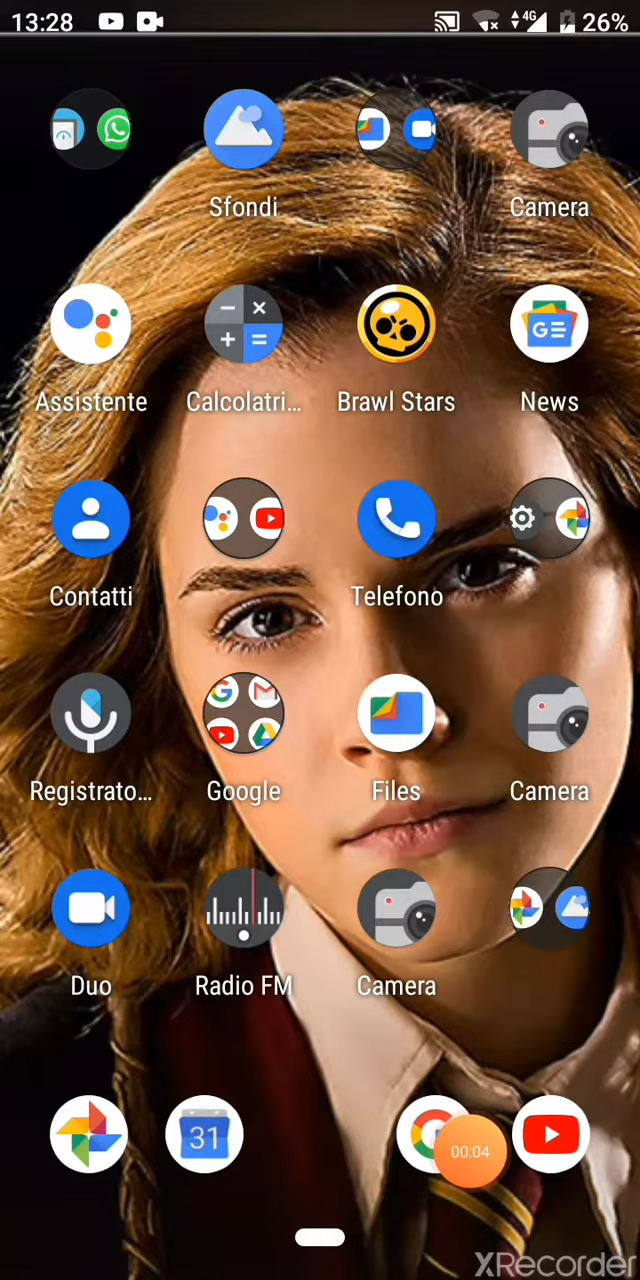 13:28 4G 26%
Sfondi Camera
Assistente Calcolatri... Brawl Stars News
Contatti Telefono
Registrato... Google Files Camera
Duo Radio FM Camera
31
00:04
XRecorder